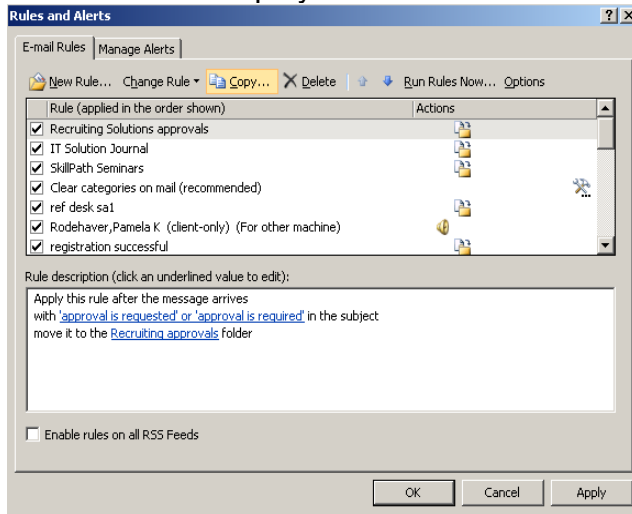 Rules and Alerts
E-mail Rules Manage Alerts
New Rule... Change Rule Copy... Delete Run Rules Now... Options
Rule (applied in the order shown) Actions
Recruiting Solutions approvals
IT Solution Journal
SkillPath Seminars
Clear categories on mail (recommended)
ref desk sa1
Rodehaver,Pamela K (client-only) (For other machine)
registration successful
Rule description (click an underlined value to edit):
Apply this rule after the message arrives
with 'approval is requested' or 'approval is required' in the subject
move it to the Recruiting approvals folder
Enable rules on all RSS Feeds
OK Cancel Apply